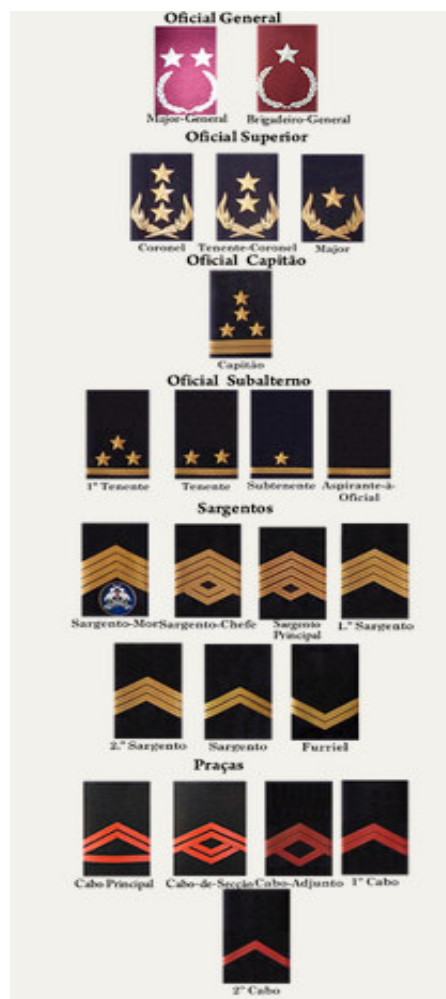 Oficial General
Major-General Brigadeiro-General
Oficial Superior
Coronel Tenente-Coronel Major
Oficial Capitão
Capitão
Oficial Subalterno
1º Tenente Tenente Subtenente Aspirante-à-
Oficial
Sargentos
Sargento-Mor Sargento-Chefe Sargento
Principal 1.º Sargento
2.º Sargento Sargento Furriel
Praças
Cabo Principal Cabo-de-Secção Cabo-Adjunto 1º Cabo
2º Cabo